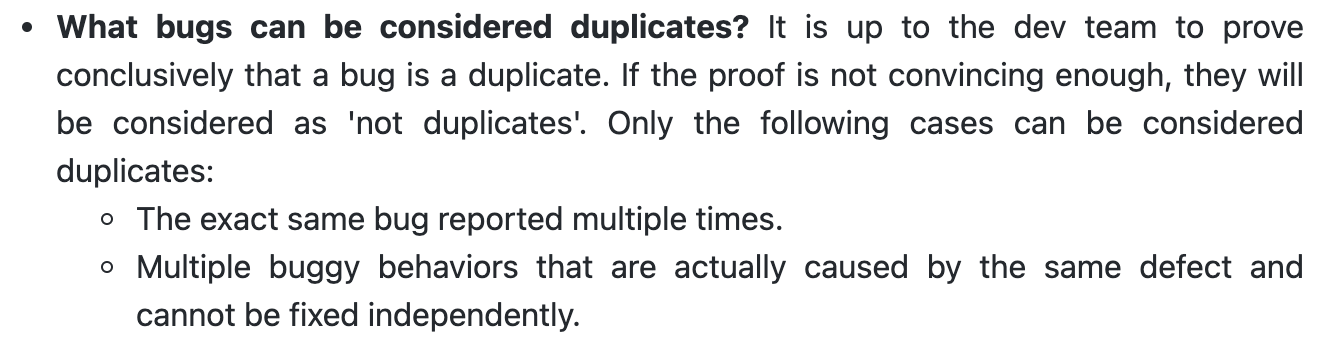 • What bugs can be considered duplicates? It is up to the dev team to prove
conclusively that a bug is a duplicate. If the proof is not convincing enough, they will
be considered as 'not duplicates'. Only the following cases can be considered
duplicates:
◦ The exact same bug reported multiple times.
◦ Multiple buggy behaviors that are actually caused by the same defect and
cannot be fixed independently.